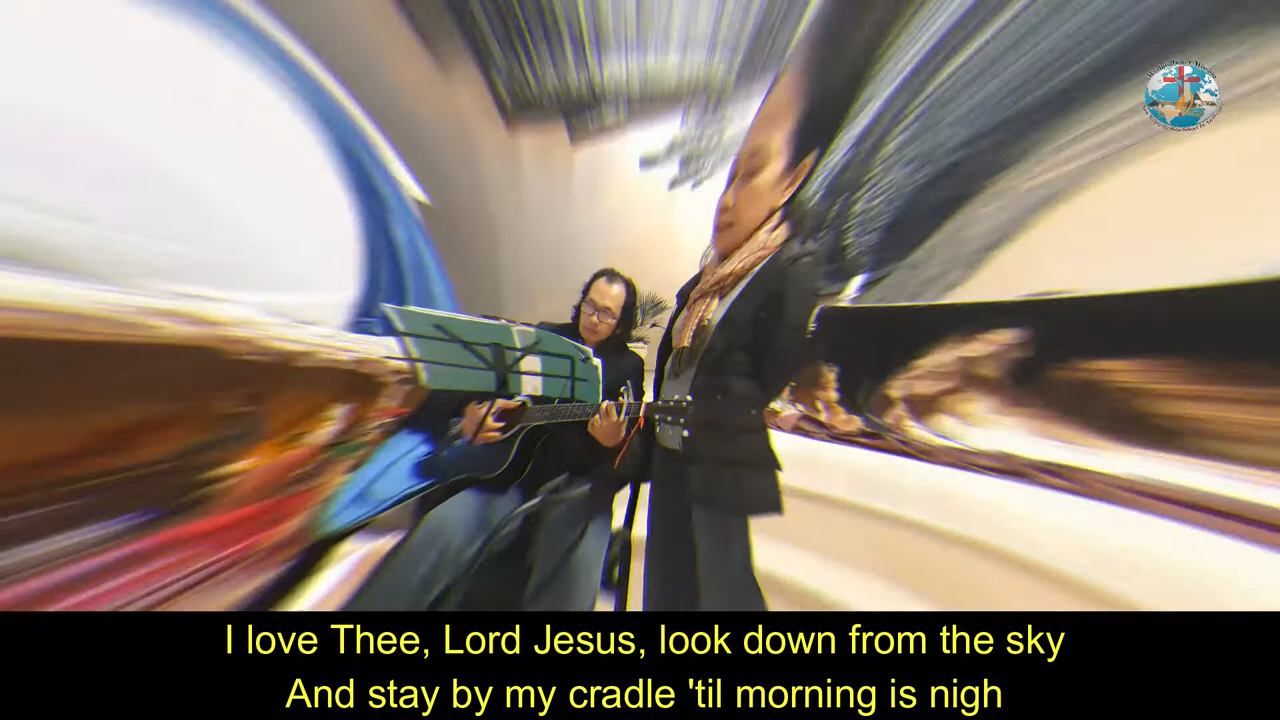 I love Thee, Lord Jesus, look down from the sky
And stay by my cradle 'til morning is nigh